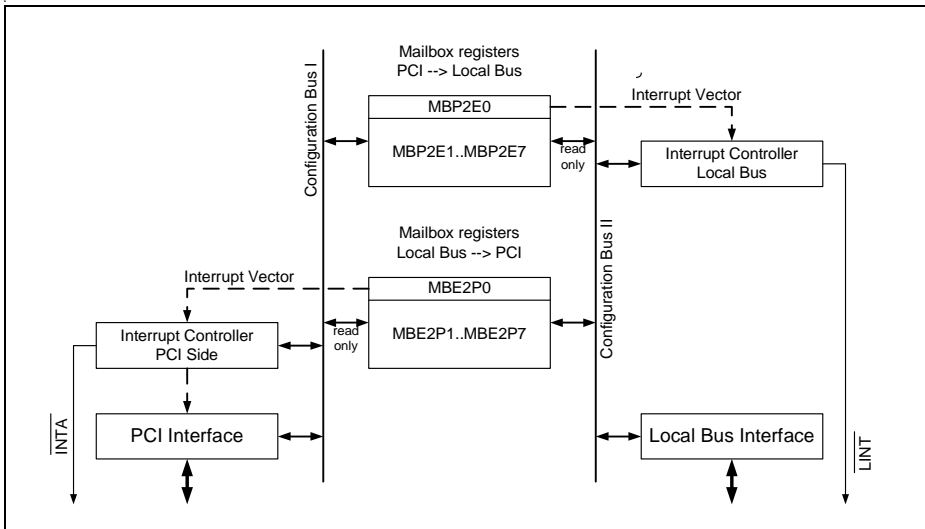 Mailbox registers
PCI --> Local Bus
Interrupt Vector
MBP2E0
MBP2E1..MBP2E7
read
only
Interrupt Controller
Local Bus
Configuration Bus I
Mailbox registers
Local Bus --> PCI
Configuration Bus II
Interrupt Vector
MBE2P0
MBE2P1..MBE2P7
read
only
Interrupt Controller
PCI Side
INTA
PCI Interface
Local Bus Interface
LINT